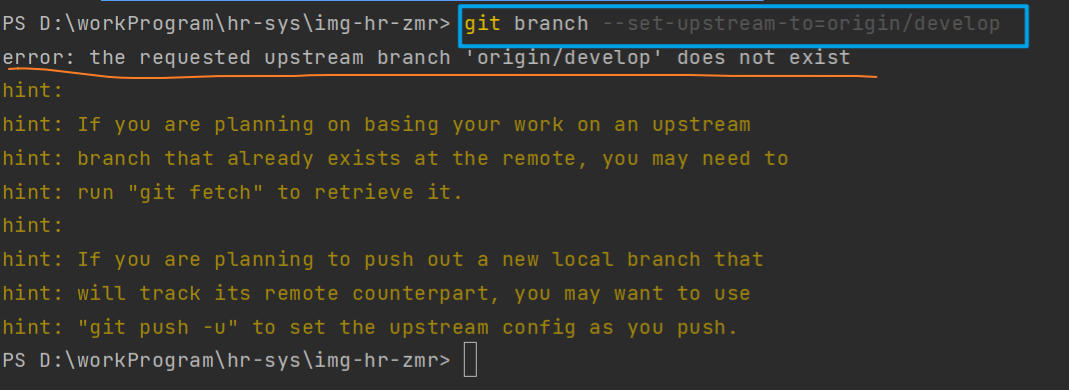 PS D:\workProgram\hr-sys\img-hr-zmr> git branch --set-upstream-to=origin/develop
error: the requested upstream branch 'origin/develop' does not exist
hint:
hint: If you are planning on basing your work on an upstream
hint: branch that already exists at the remote, you may need to
hint: run "git fetch" to retrieve it.
hint:
hint: If you are planning to push out a new local branch that
hint: will track its remote counterpart, you may want to use
hint: "git push -u" to set the upstream config as you push.
PS D:\workProgram\hr-sys\img-hr-zmr>